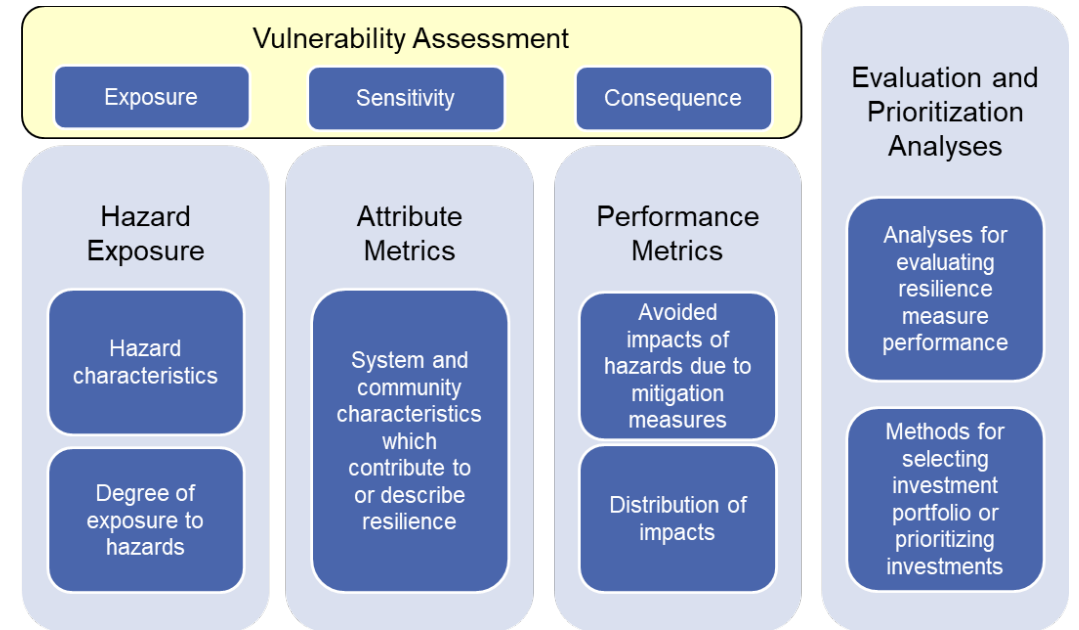 Vulnerability Assessment
Exposure
Sensitivity
Consequence
Hazard
Exposure
Hazard
characteristics
Degree of
exposure to
hazards
Attribute
Metrics
System and
community
characteristics
which
contribute to
or describe
resilience
Performance
Metrics
Avoided
impacts of
hazards due to
mitigation
measures
Distribution of
impacts
Evaluation and
Prioritization
Analyses
Analyses for
evaluating
resilience
measure
performance
Methods for
selecting
investment
portfolio or
prioritizing
investments